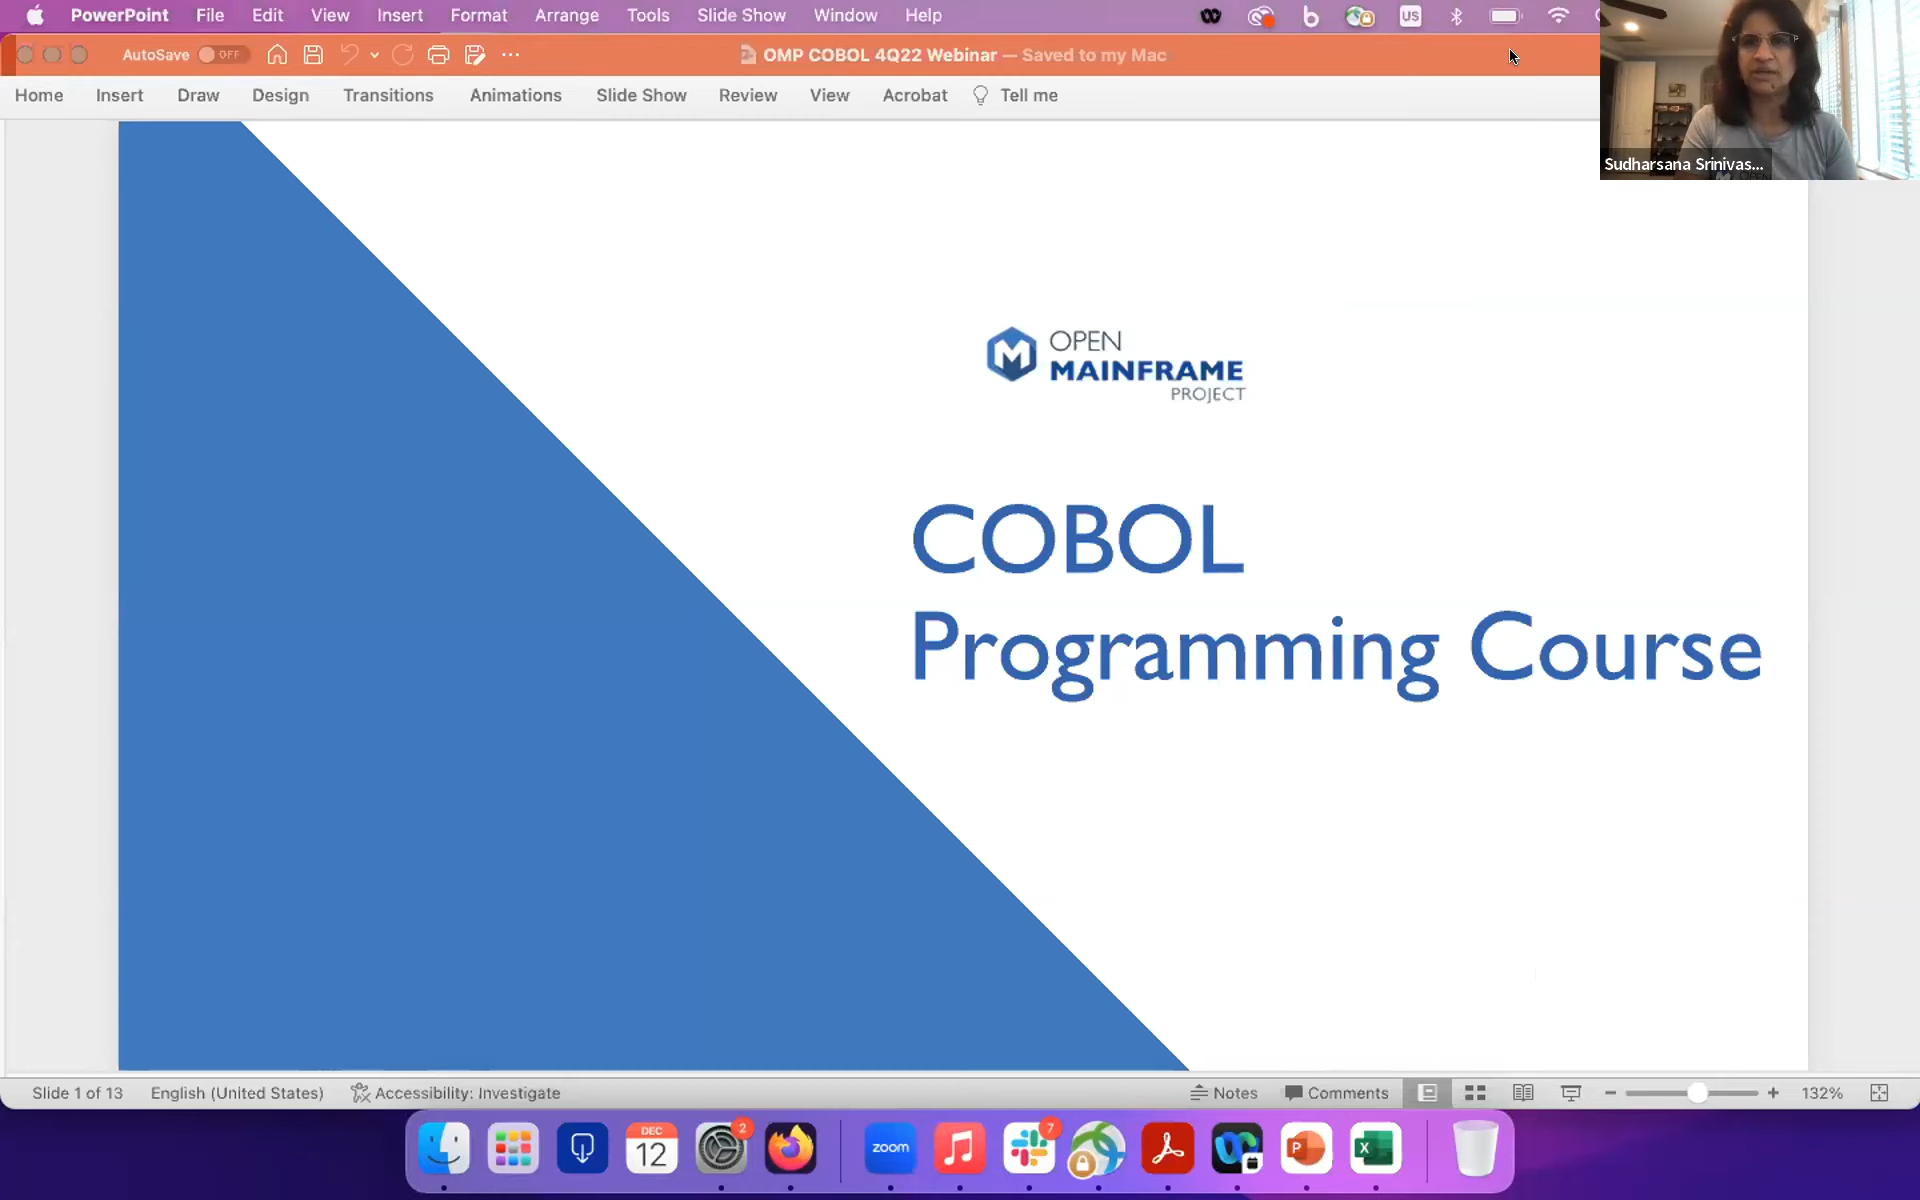 PowerPoint File Edit View Insert Format Arrange Tools Slide Show Window Help US
AutoSave OFF OMP COBOL 4Q22 Webinar — Saved to my Mac
Home Insert Draw Design Transitions Animations Slide Show Review View Acrobat Tell me
Sudharsana Srinivas...
OPEN
MAINFRAME
PROJECT
COBOL
Programming Course
Slide 1 of 13 English (United States) Accessibility: Investigate Notes Comments 132%
DEC
12
2
zoom
7
P
X